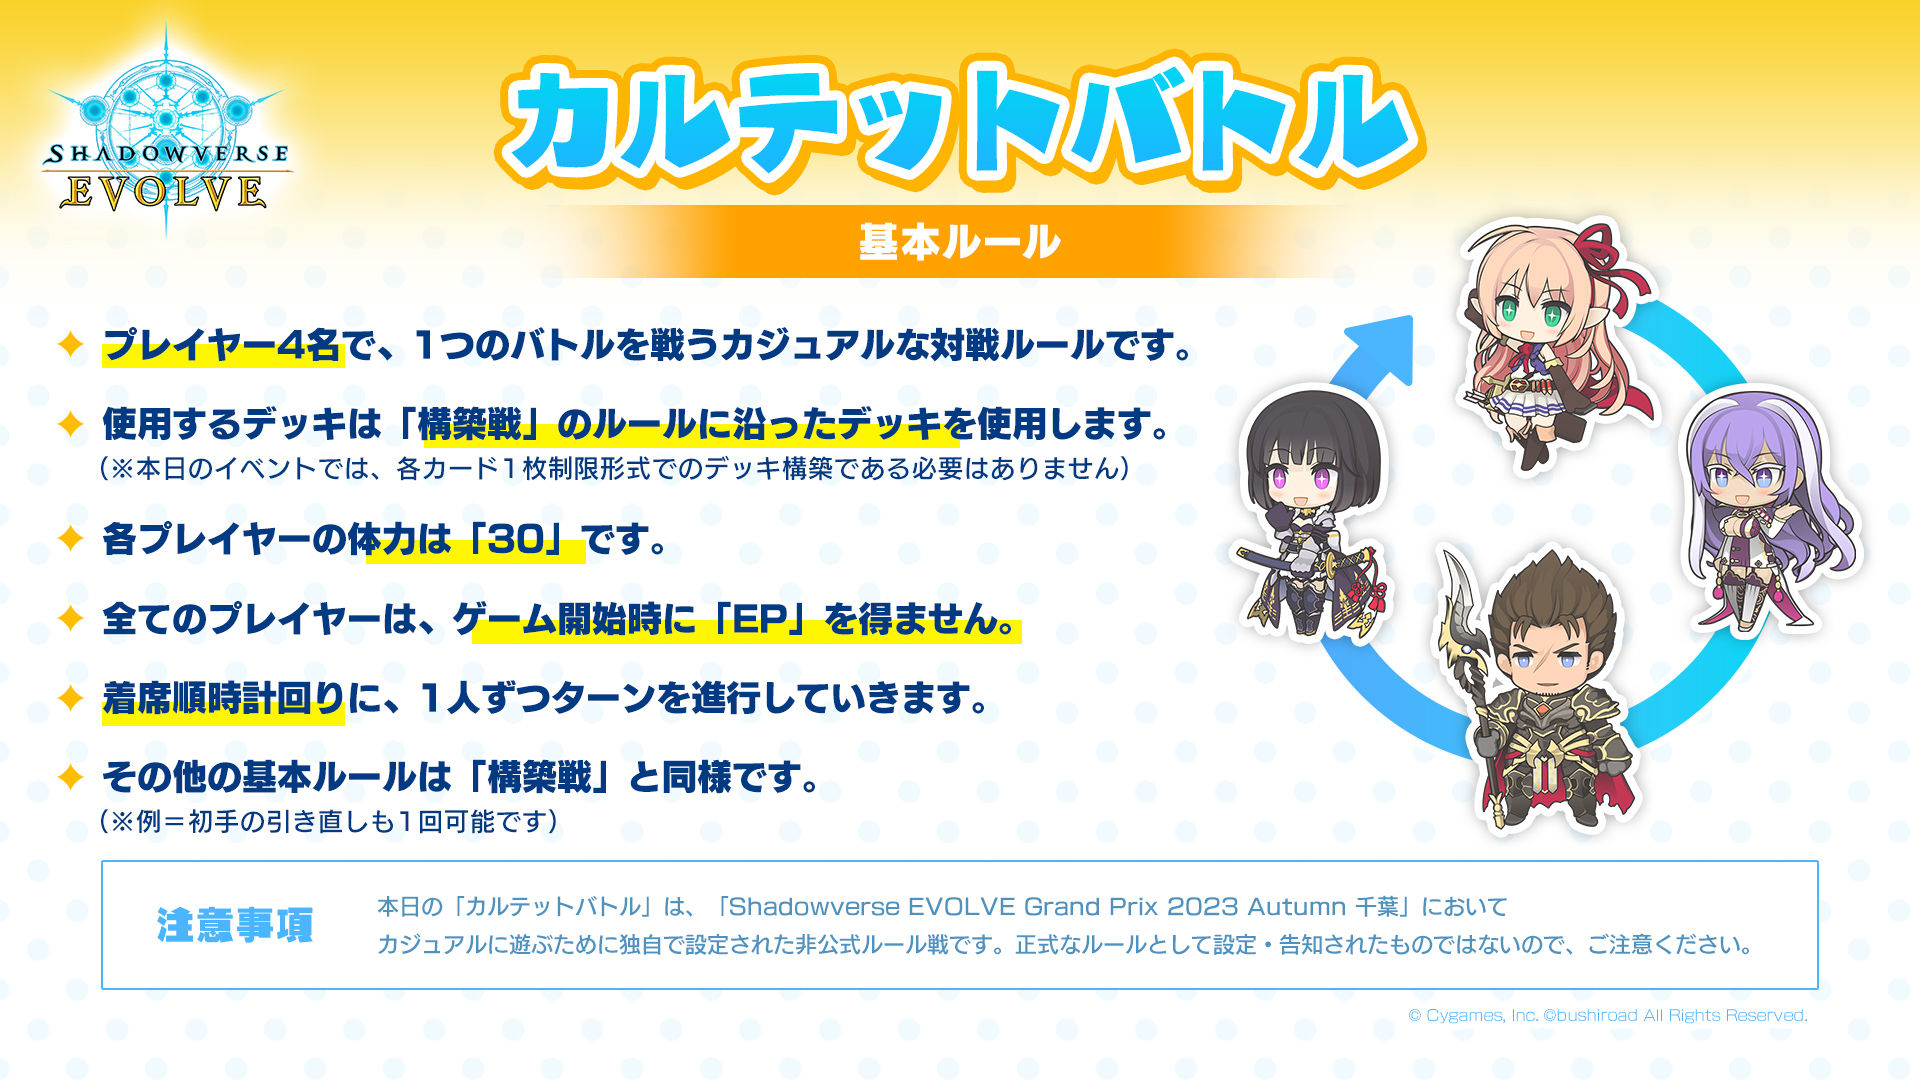 SHADOWVERSE
EVOLVE
カルテットバトル
基本ルール
プレイヤー4名で、1つのバトルを戦うカジュアルな対戦ルールです。
使用するデッキは「構築戦」のルールに沿ったデッキを使用します。
（※本日のイベントでは、各カード１枚制限形式でのデッキ構築である必要はありません）
各プレイヤーの体力は「30」です。
全てのプレイヤーは、ゲーム開始時に「EP」を得ません。
着席順時計回りに、1人ずつターンを進行していきます。
その他の基本ルールは「構築戦」と同様です。
（※例＝初手の引き直しも１回可能です）
注意事項
本日の「カルテットバトル」は、「Shadowverse EVOLVE Grand Prix 2023 Autumn 千葉」において
カジュアルに遊ぶために独自で設定された非公式ルール戦です。正式なルールとして設定・告知されたものではないので、ご注意ください。
© Cygames, Inc. ©bushiroad All Rights Reserved.